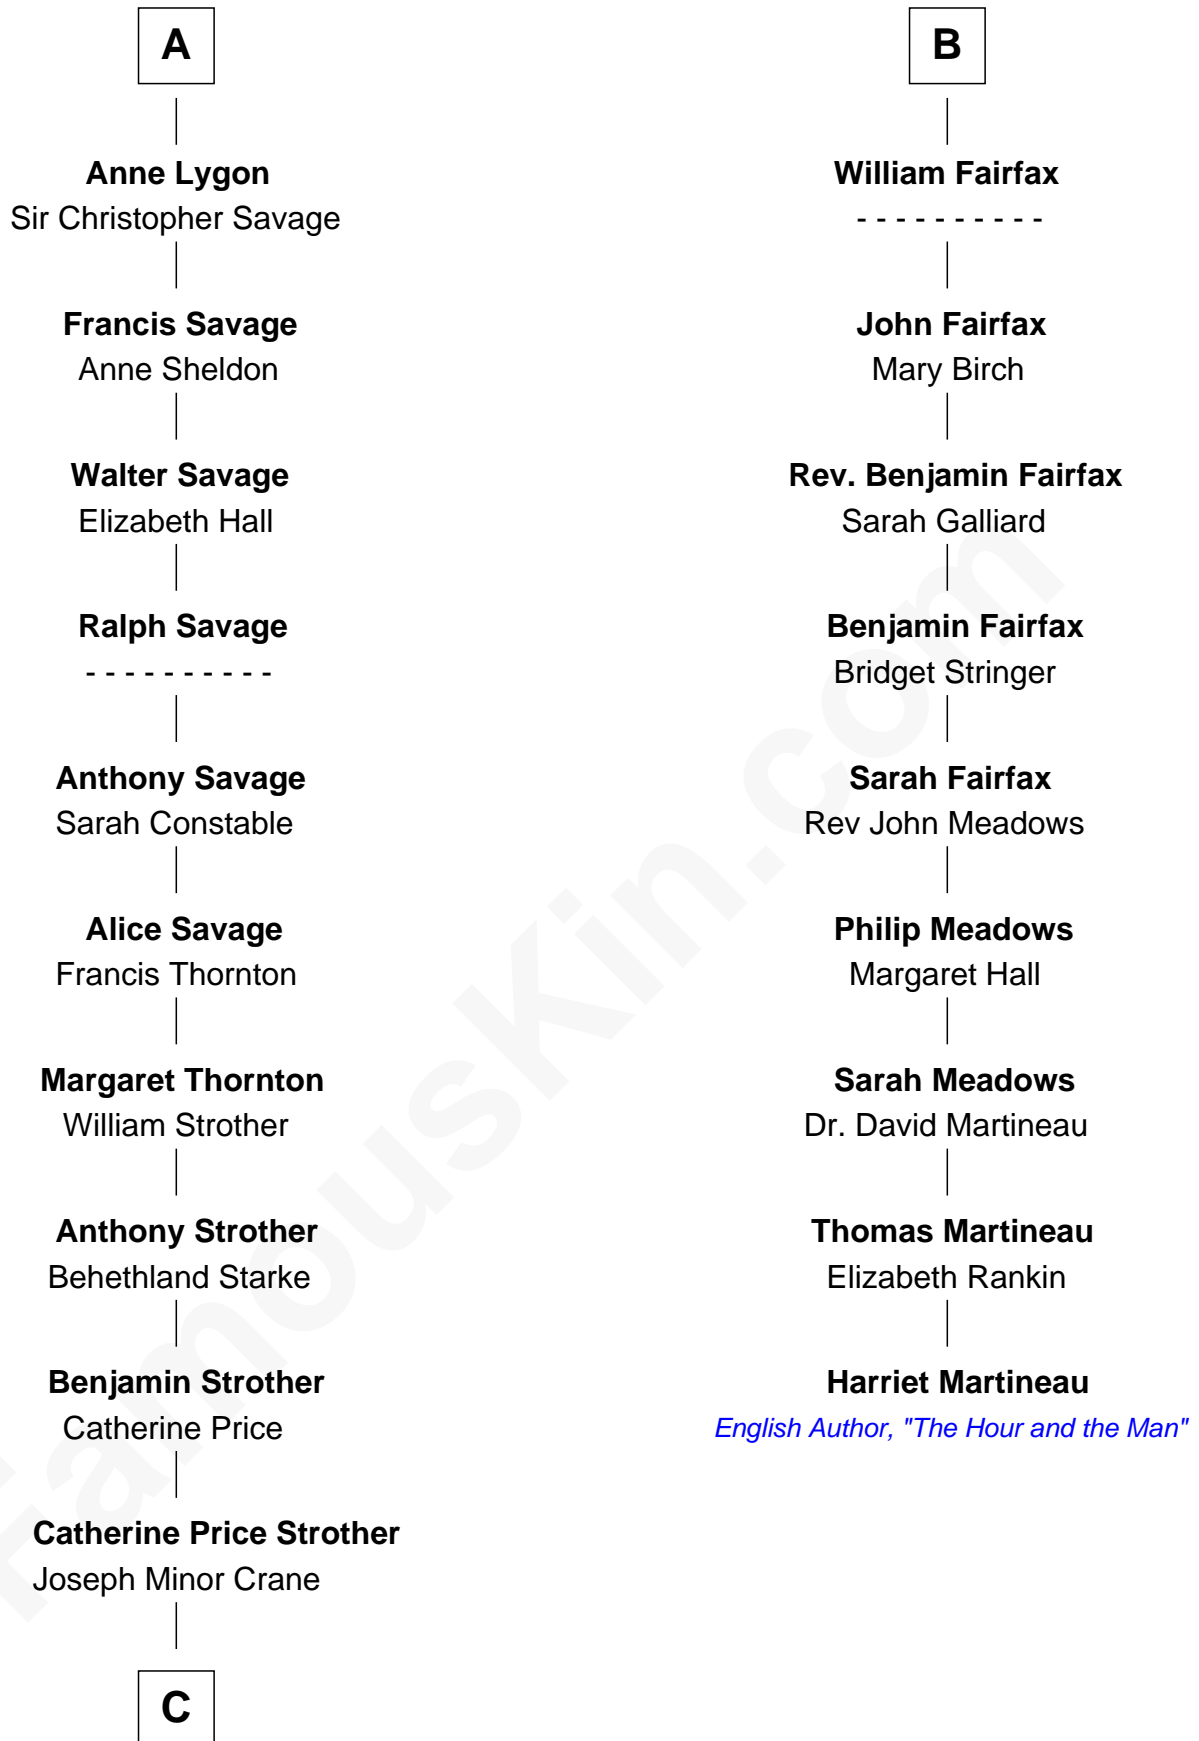 A
Anne Lygon
Sir Christopher Savage
Francis Savage
Anne Sheldon
Walter Savage
Elizabeth Hall
Ralph Savage
- - - - - - - - - -
Anthony Savage
Sarah Constable
Alice Savage
Francis Thornton
Margaret Thornton
William Strother
Anthony Strother
Behethland Starke
Benjamin Strother
Catherine Price
Catherine Price Strother
Joseph Minor Crane
C
B
William Fairfax
- - - - - - - - - -
John Fairfax
Mary Birch
Rev. Benjamin Fairfax
Sarah Galliard
Benjamin Fairfax
Bridget Stringer
Sarah Fairfax
Rev John Meadows
Philip Meadows
Margaret Hall
Sarah Meadows
Dr. David Martineau
Thomas Martineau
Elizabeth Rankin
Harriet Martineau
English Author, "The Hour and the Man"
FamousKin.com